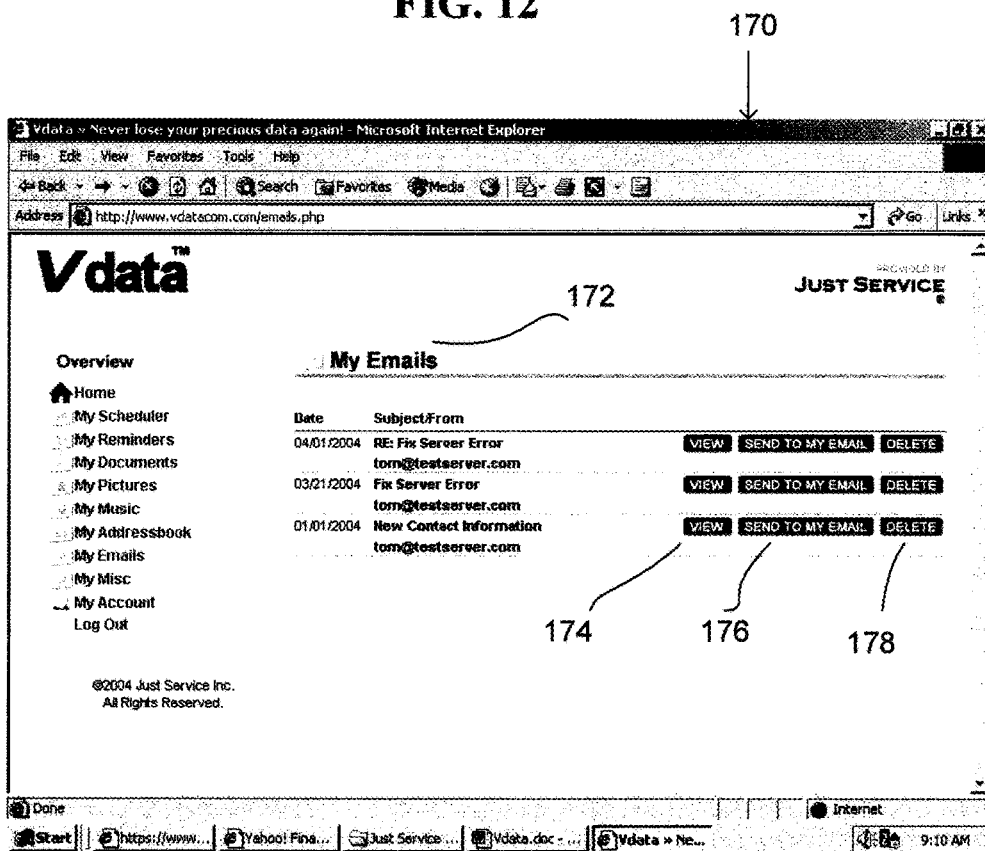 FIG. 12
170
Vdata » Never lose your precious data again! - Microsoft Internet Explorer
File Edit View Favorites Tools Help
Back Search Favorites Media
Address http://www.vdatacom.com/emails.php Go Links »
Vdata™
PROVIDED BY
JUST SERVICE
172
Overview
My Emails
Home
My Scheduler
My Reminders
My Documents
My Pictures
My Music
My Addressbook
My Emails
My Misc
My Account
Log Out
Date Subject/From
04/01/2004 RE: Fix Server Error VIEW SEND TO MY EMAIL DELETE
tom@testserver.com
03/21/2004 Fix Server Error VIEW SEND TO MY EMAIL DELETE
tom@testserver.com
01/01/2004 New Contact Information VIEW SEND TO MY EMAIL DELETE
tom@testserver.com
174 176 178
©2004 Just Service Inc.
All Rights Reserved.
Done Internet
Start https://www... Yahoo! Fina... Just Service ... Vdata.doc - ... Vdata » Ne... 9:10 AM